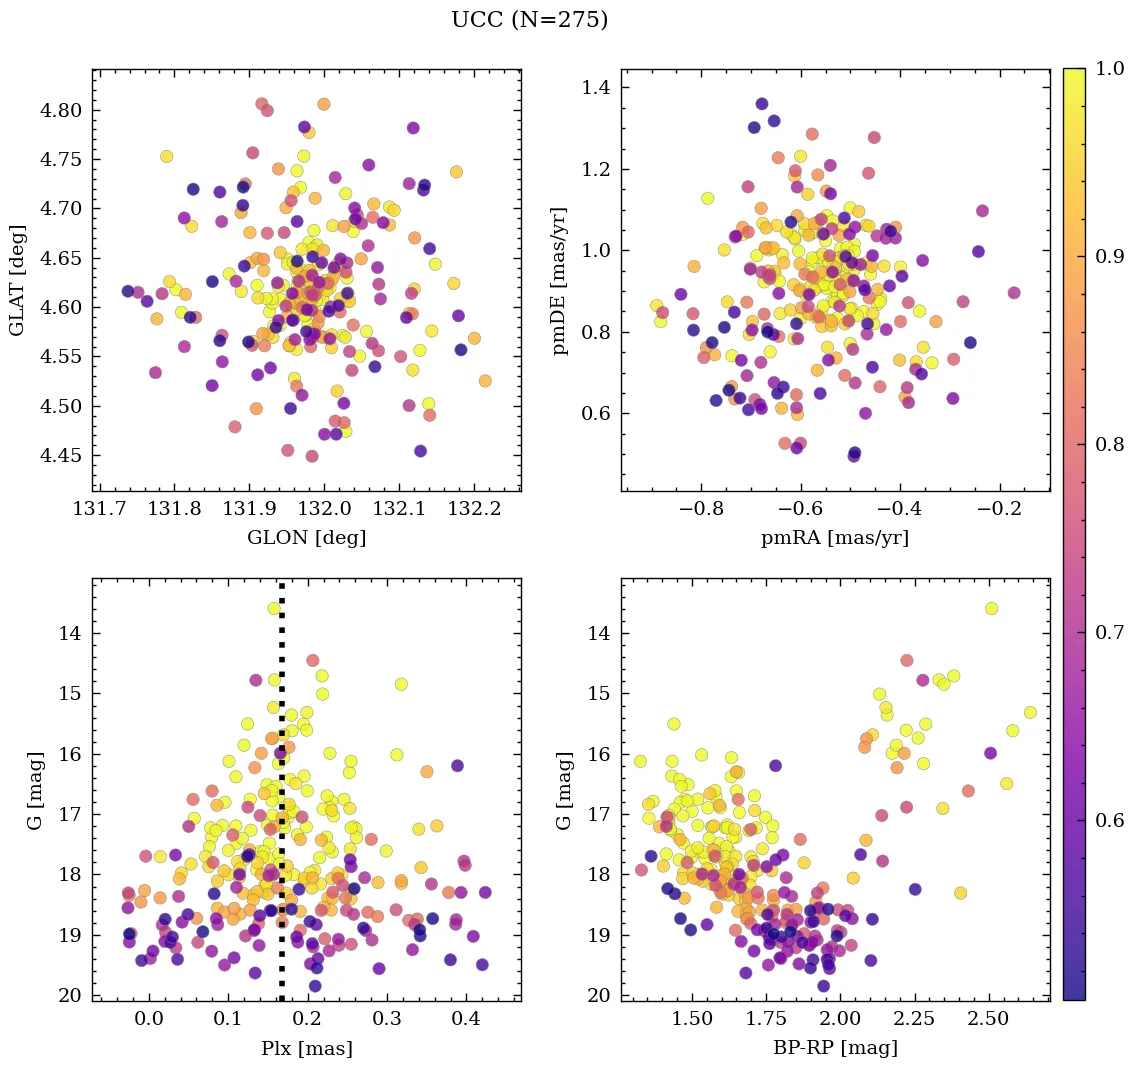 UCC (N=275)
4.80
4.75
4.70
4.65
4.60
4.55
4.50
4.45
GLAT [deg]
131.7 131.8 131.9 132.0 132.1 132.2
GLON [deg]
1.4
1.2
1.0
0.8
0.6
pmDE [mas/yr]
−0.8 −0.6 −0.4 −0.2
pmRA [mas/yr]
1.0
0.9
0.8
0.7
0.6
14
15
16
17
18
19
20
G [mag]
0.0 0.1 0.2 0.3 0.4
Plx [mas]
14
15
16
17
18
19
20
G [mag]
1.50 1.75 2.00 2.25 2.50
BP-RP [mag]